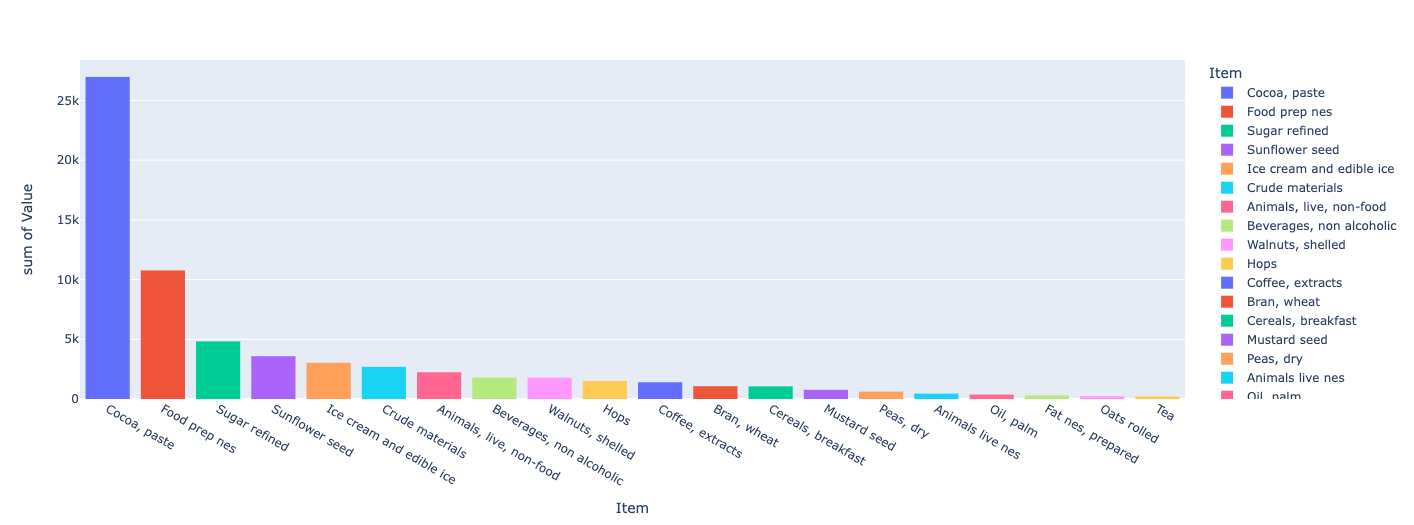 25k
20k
15k
10k
5k
0
sum of Value
Cocoa, paste
Food prep nes
Sugar refined
Sunflower seed
Ice cream and edible ice
Crude materials
Animals, live, non-food
Beverages, non alcoholic
Walnuts, shelled
Hops
Coffee, extracts
Bran, wheat
Cereals, breakfast
Mustard seed
Peas, dry
Animals live nes
Oil, palm
Fat nes, prepared
Oats rolled
Tea
Item
Item
Cocoa, paste
Food prep nes
Sugar refined
Sunflower seed
Ice cream and edible ice
Crude materials
Animals, live, non-food
Beverages, non alcoholic
Walnuts, shelled
Hops
Coffee, extracts
Bran, wheat
Cereals, breakfast
Mustard seed
Peas, dry
Animals live nes
Oil, palm